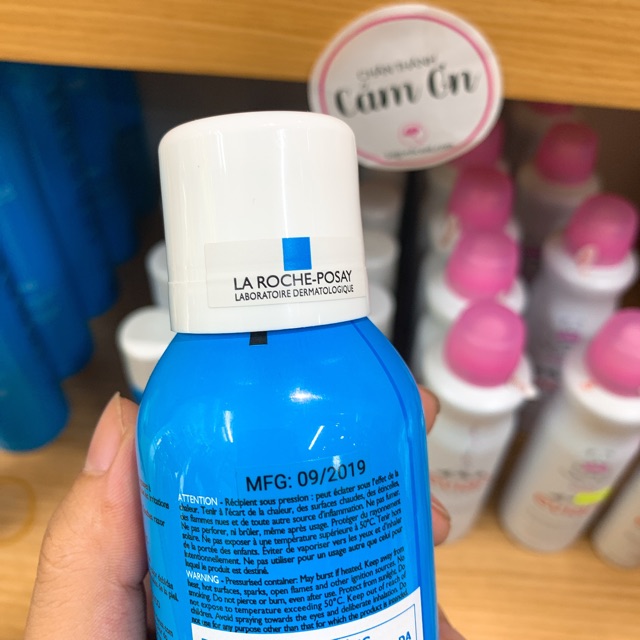 CHÂN THÀNH
Cảm Ơn
LA ROCHE-POSAY
LABORATOIRE DERMATOLOGIQUE
MFG: 09/2019
ATTENTION - Récipient sous pression : peut éclater sous l'effet de la
chaleur. Tenir à l'écart de la chaleur, des surfaces chaudes, des étincelles,
des flammes nues et de toute autre source d'inflammation. Ne pas fumer.
Ne pas perforer, ni brûler, même après usage. Protéger du rayonnement
solaire. Ne pas exposer à une température supérieure à 50°C. Tenir hors
de la portée des enfants. Éviter de vaporiser vers les yeux et d'inhaler
intentionnellement. Ne pas utiliser pour un usage autre que celui pour
lequel le produit est destiné.
WARNING - Pressurised container: May burst if heated. Keep away from
heat, hot surfaces, sparks, open flames and other ignition sources. No
smoking. Do not pierce or burn, even after use. Protect from sunlight. Do
not expose to temperature exceeding 50°C. Keep out of reach of
children. Avoid spraying towards the eyes and deliberate inhalation.
not use for any purpose other than that for which the product is